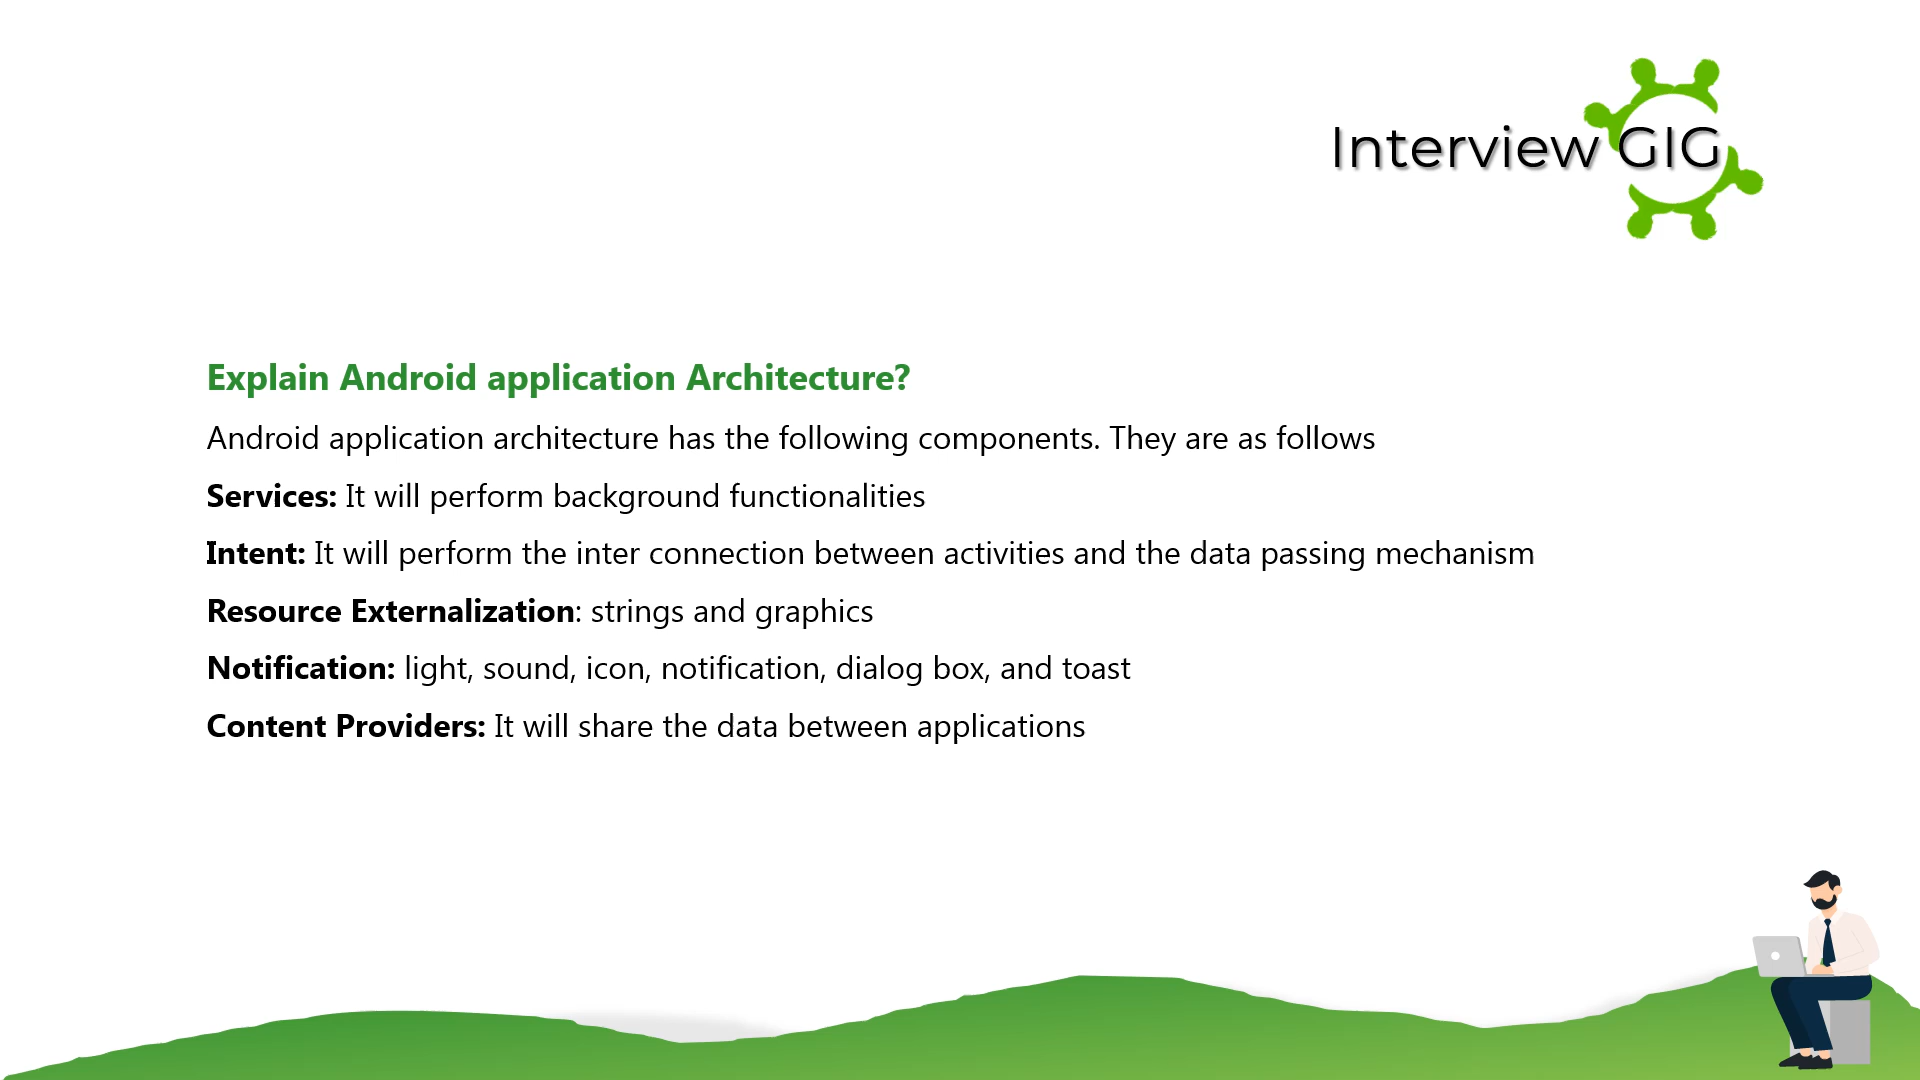 Interview GIG
Explain Android application Architecture?
Android application architecture has the following components. They are as follows
Services: It will perform background functionalities
Intent: It will perform the inter connection between activities and the data passing mechanism
Resource Externalization: strings and graphics
Notification: light, sound, icon, notification, dialog box, and toast
Content Providers: It will share the data between applications